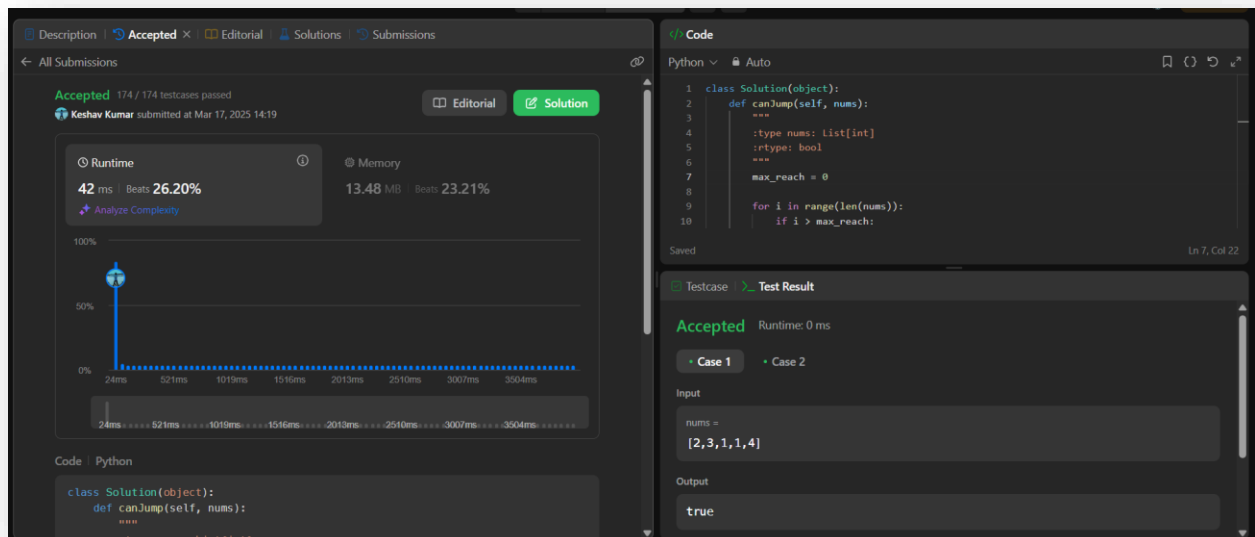 Description | Accepted × | Editorial | Solutions | Submissions
← All Submissions
Accepted 174 / 174 testcases passed
Keshav Kumar submitted at Mar 17, 2025 14:19
Editorial
Solution
Runtime
42 ms | Beats 26.20%
Analyze Complexity
Memory
13.48 MB | Beats 23.21%
100%
50%
0%
24ms 521ms 1019ms 1516ms 2013ms 2510ms 3007ms 3504ms
24ms 521ms 1019ms 1516ms 2013ms 2510ms 3007ms 3504ms
Code | Python
class Solution(object):
    def canJump(self, nums):
        """
</> Code
Python Auto
1 class Solution(object):
2     def canJump(self, nums):
3         """
4         :type nums: List[int]
5         :rtype: bool
6         """
7         max_reach = 0
8
9         for i in range(len(nums)):
10             if i > max_reach:
Saved
Ln 7, Col 22
Testcase | >_ Test Result
Accepted Runtime: 0 ms
• Case 1 • Case 2
Input
nums =
[2,3,1,1,4]
Output
true